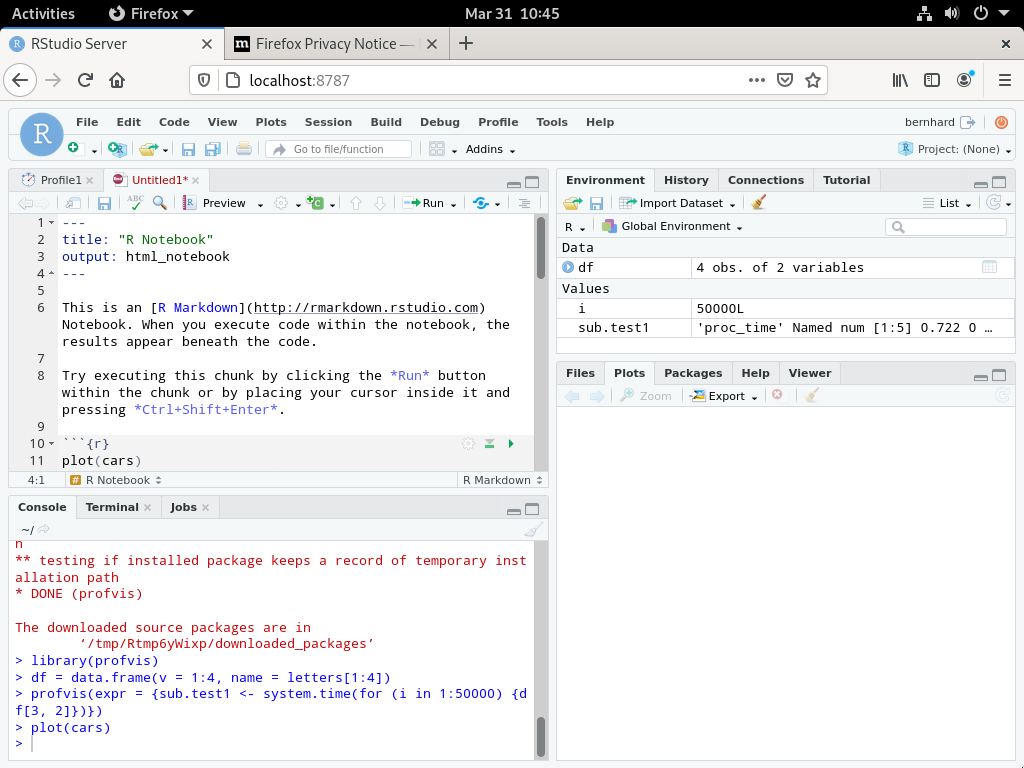 Activities Firefox Mar 31 10:45
RStudio Server Firefox Privacy Notice —
localhost:8787
R File Edit Code View Plots Session Build Debug Profile Tools Help bernhard
Go to file/function Addins Project: (None)
Profile1 Untitled1*
ABC Preview Run
1 ---
2 title: "R Notebook"
3 output: html_notebook
4 ---
5
6 This is an [R Markdown](http://rmarkdown.rstudio.com)
Notebook. When you execute code within the notebook, the
results appear beneath the code.
7
8 Try executing this chunk by clicking the *Run* button
within the chunk or by placing your cursor inside it and
pressing *Ctrl+Shift+Enter*.
9
10 ```{r}
11 plot(cars)
4:1 # R Notebook R Markdown
Console Terminal Jobs
~/
n
** testing if installed package keeps a record of temporary inst
allation path
* DONE (profvis)
The downloaded source packages are in
‘/tmp/Rtmp6yWixp/downloaded_packages’
> library(profvis)
> df = data.frame(v = 1:4, name = letters[1:4])
> profvis(expr = {sub.test1 <- system.time(for (i in 1:50000) {d
f[3, 2]})})
> plot(cars)
>
Environment History Connections Tutorial
Import Dataset List
R Global Environment
Data
df 4 obs. of 2 variables
Values
i 50000L
sub.test1 'proc_time' Named num [1:5] 0.722 0 …
Files Plots Packages Help Viewer
Zoom Export